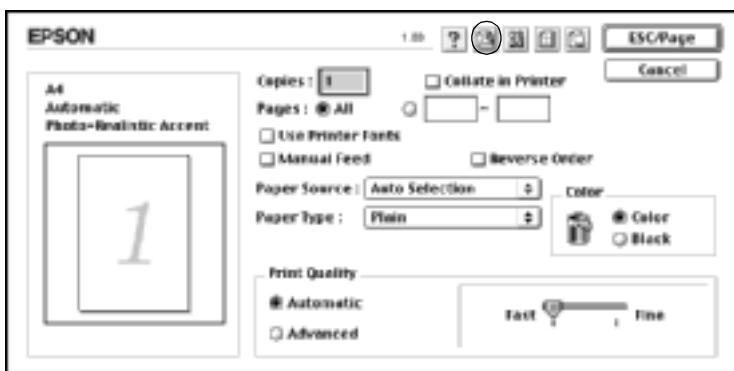 EPSON
1.00 ? ESC/Page
Cancel
A4
Automatic
Photo-Realistic Accent
1
Copies : 1
Collate in Printer
Pages : All -
Use Printer Fonts
Manual Feed
Reverse Order
Paper Source : Auto Selection
Paper Type : Plain
Color
Color
Black
Print Quality
Automatic
Advanced
Fast Fine